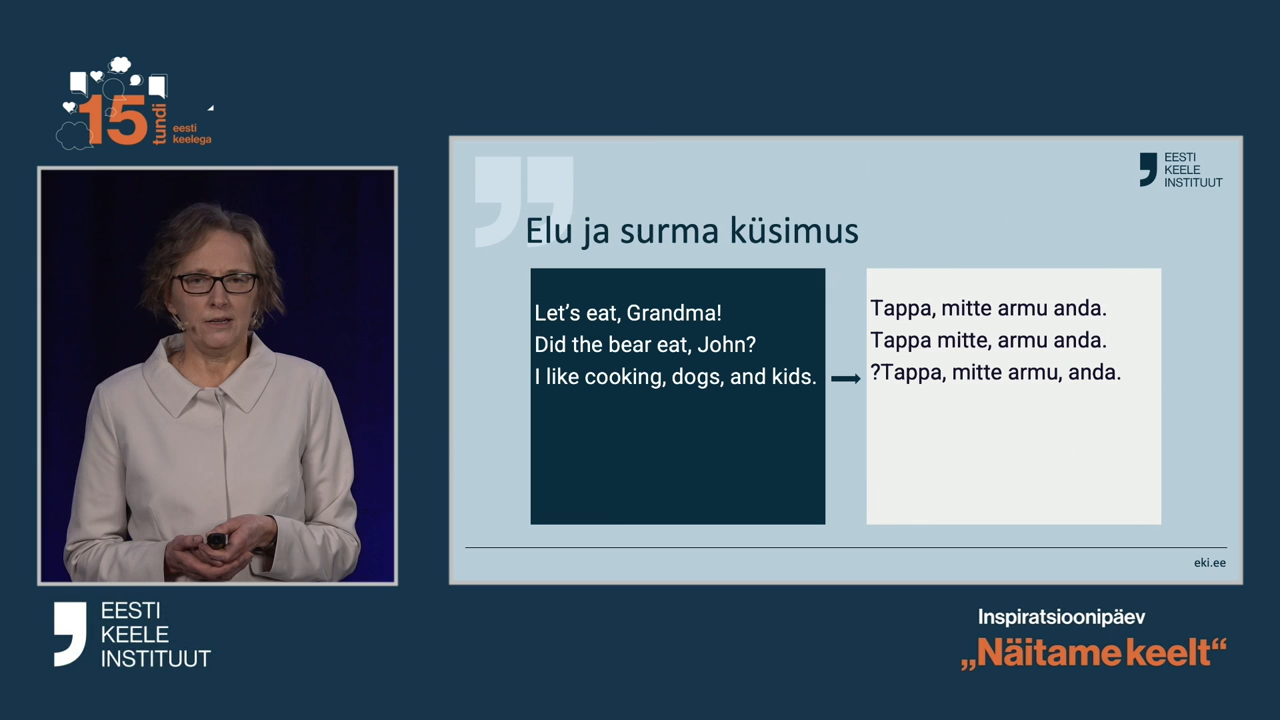 15 tundi
eesti
keelega
EESTI
KEELE
INSTITUUT
Elu ja surma küsimus
Let’s eat, Grandma!
Did the bear eat, John?
I like cooking, dogs, and kids.
Tappa, mitte armu anda.
Tappa mitte, armu anda.
?Tappa, mitte armu, anda.
eki.ee
EESTI
KEELE
INSTITUUT
Inspiratsioonipäev
„Näitame keelt“